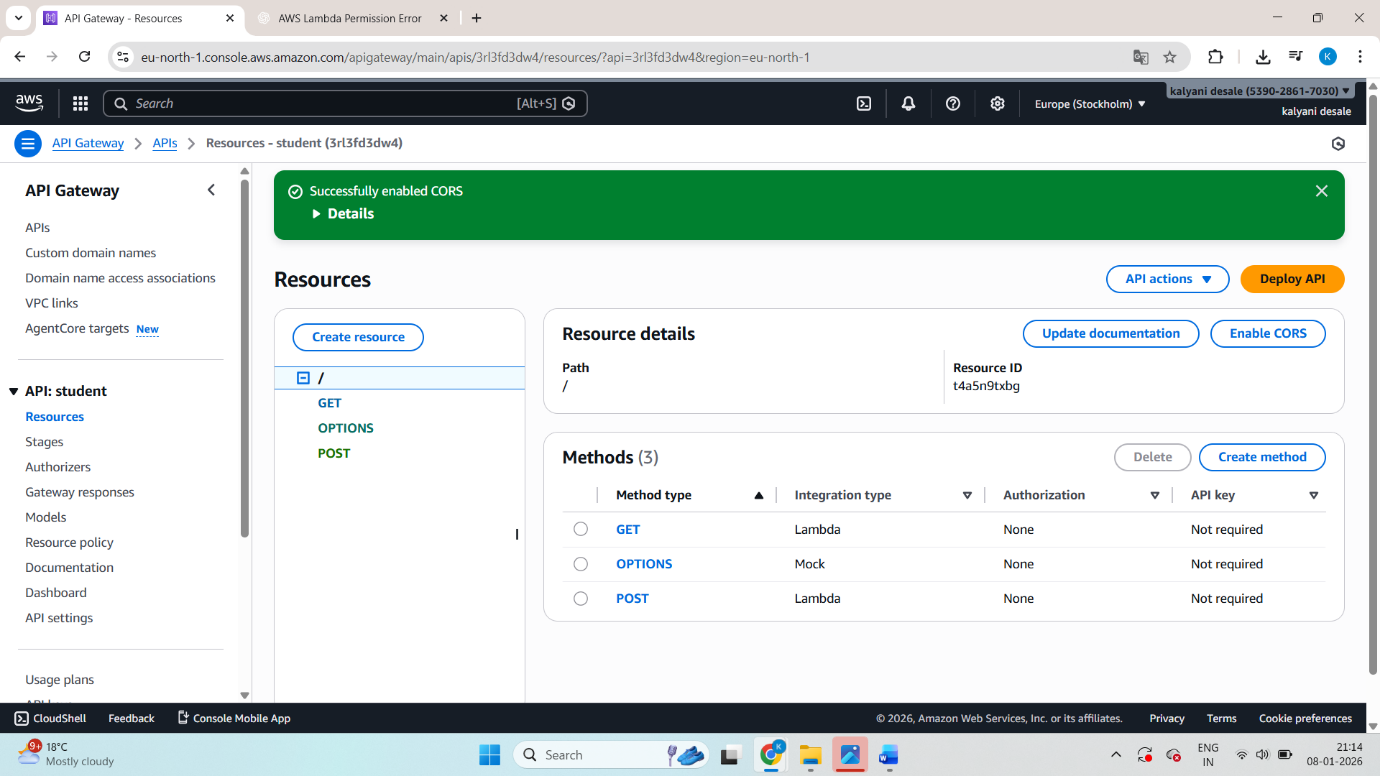 API Gateway - Resources
AWS Lambda Permission Error
eu-north-1.console.aws.amazon.com/apigateway/main/apis/3rl3fd3dw4/resources/?api=3rl3fd3dw4&region=eu-north-1
K
aws
Search
[Alt+S]
Europe (Stockholm)
kalyani desale (5390-2861-7030)
kalyani desale
API Gateway
APIs
Resources - student (3rl3fd3dw4)
API Gateway
APIs
Custom domain names
Domain name access associations
VPC links
AgentCore targets New
API: student
Resources
Stages
Authorizers
Gateway responses
Models
Resource policy
Documentation
Dashboard
API settings
Usage plans
Successfully enabled CORS
Details
Resources
API actions
Deploy API
Create resource
/
GET
OPTIONS
POST
Resource details
Update documentation
Enable CORS
Path
/
Resource ID
t4a5n9txbg
Methods (3)
Delete
Create method
Method type Integration type Authorization API key
GET Lambda None Not required
OPTIONS Mock None Not required
POST Lambda None Not required
CloudShell Feedback Console Mobile App
© 2026, Amazon Web Services, Inc. or its affiliates. Privacy Terms Cookie preferences
9+
18°C
Mostly cloudy
Search
K
ENG
IN
21:14
08-01-2026